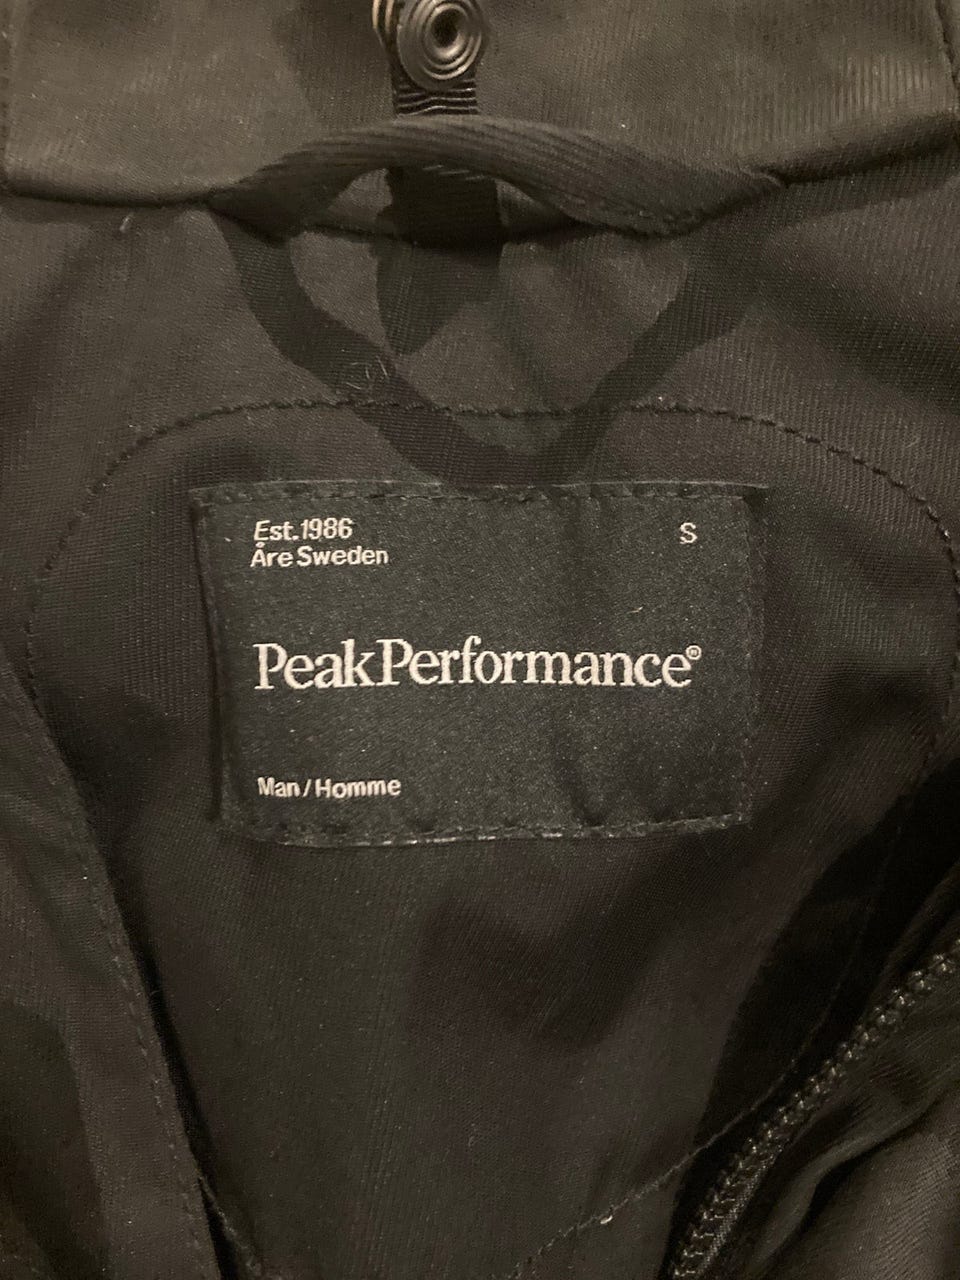 Est.1986
Åre Sweden
S
PeakPerformance®
Man/Homme